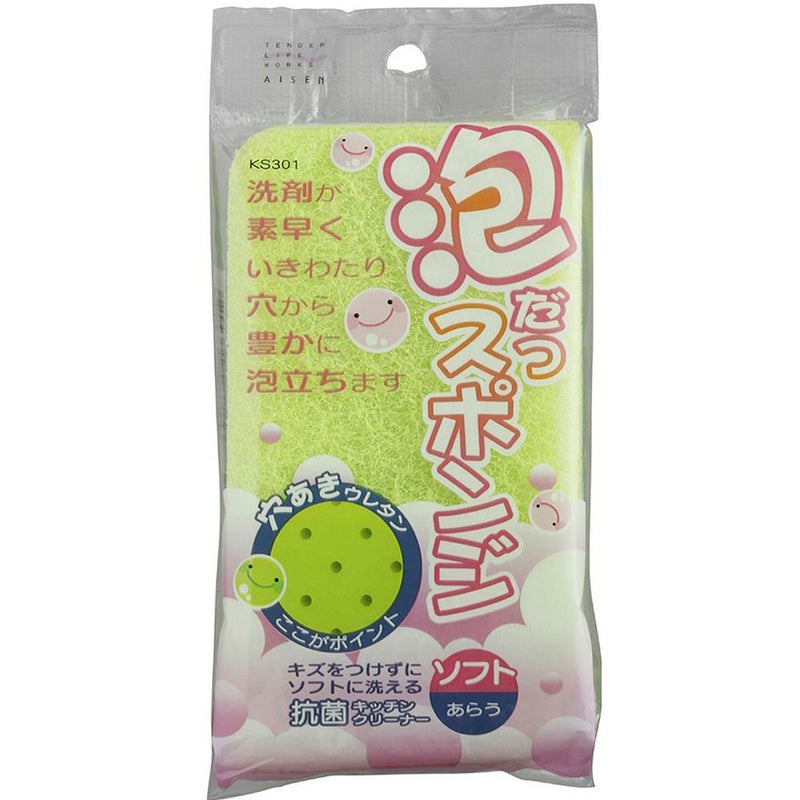 TENDER
LIFE
WORKS
AISEN
KS301
洗剤が
素早く
いきわたり
穴から
豊かに
泡立ちます
泡だつ
スポンジ
穴あきウレタン
ここがポイント
キズをつけずに
ソフトに洗える
抗菌キッチン
クリーナー
ソフト
あらう